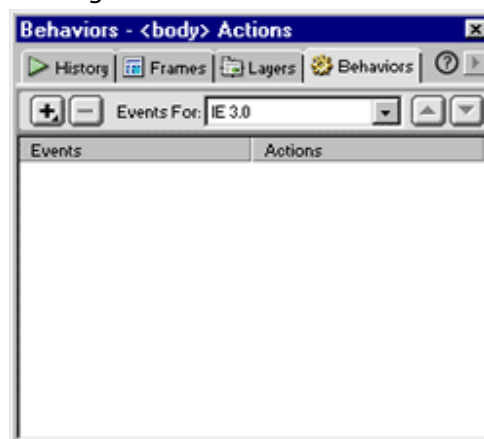 Behaviors - <body> Actions
History Frames Layers Behaviors
Events For: IE 3.0
Events Actions